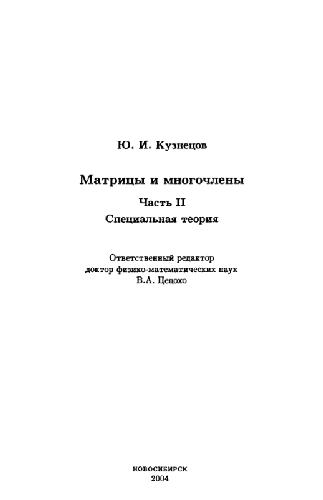 Ю. И. Кузнецов
Матрицы и многочлены
Часть II
Специальная теория
Ответственный редактор
доктор физико-математических наук
В.А. Цецохо
НОВОСИБИРСК
2004